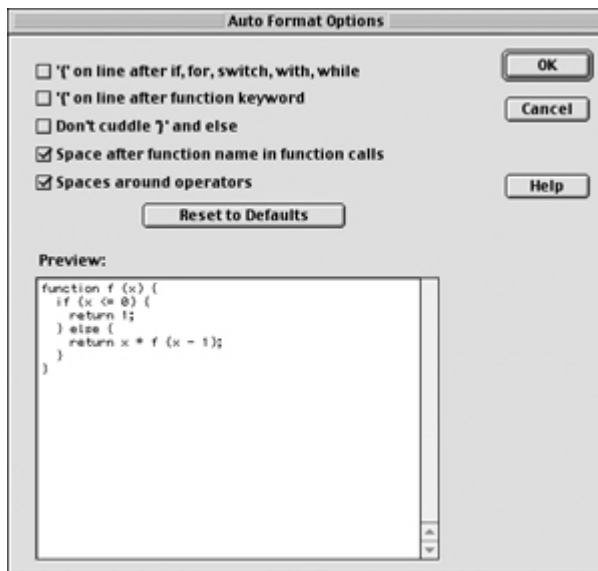 Auto Format Options
'{' on line after if, for, switch, with, while
OK
'{' on line after function keyword
Cancel
Don't cuddle '}' and else
Space after function name in function calls
Spaces around operators
Help
Reset to Defaults
Preview:
function f (x) {
  if (x <= 0) {
    return 1;
  } else {
    return x * f (x - 1);
  }
}